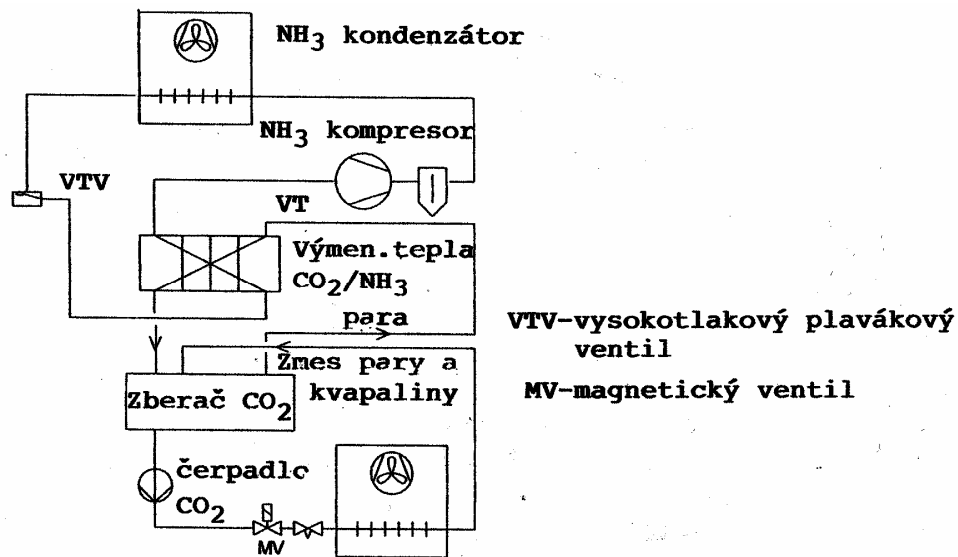 NH3 kondenzátor
NH3 kompresor
VTV
VT
Výmen.tepla
CO2/NH3
para
Zmes pary a
kvapaliny
Zberač CO2
čerpadlo
CO2
MV
VTV-vysokotlakový plavákový
ventil
MV-magnetický ventil